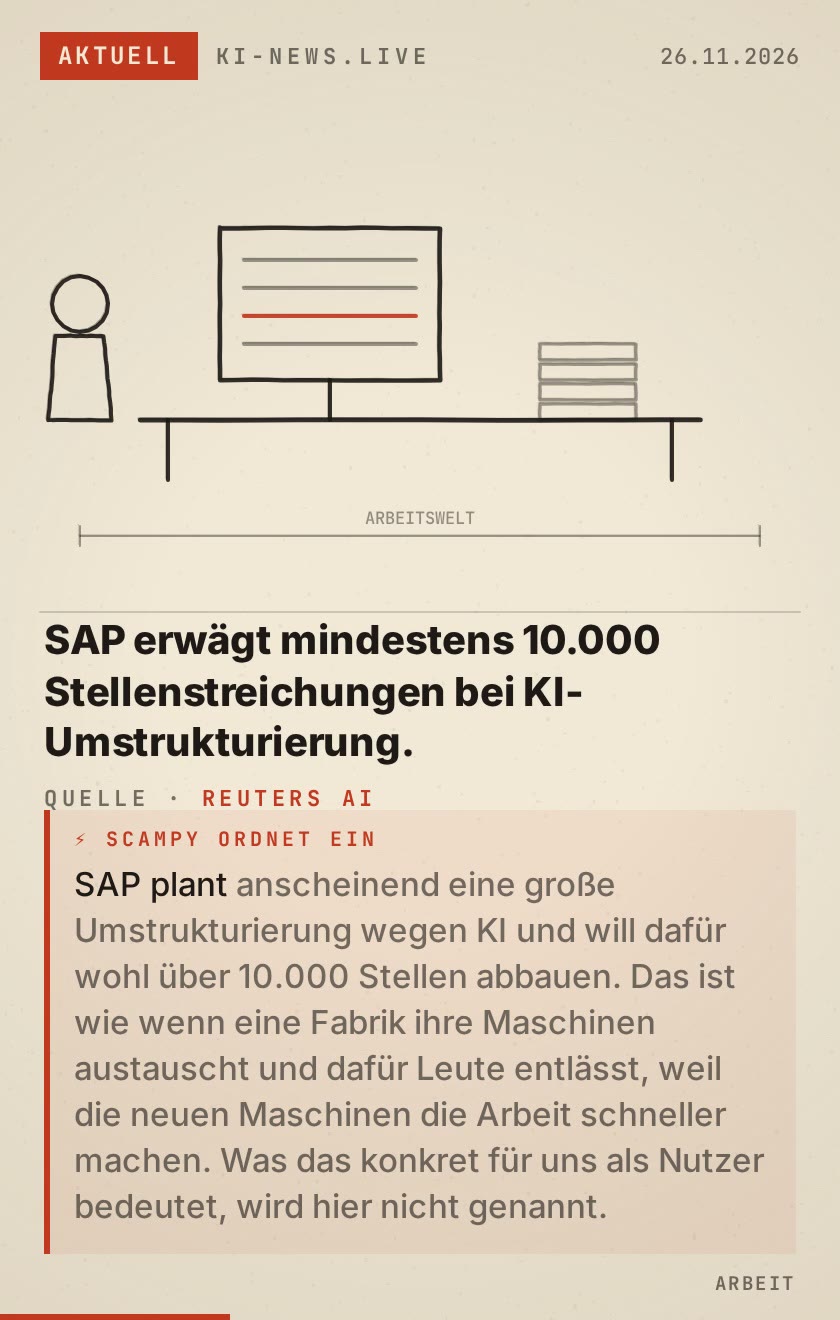 AKTUELL KI-NEWS.LIVE 26.11.2026
ARBEITSWELT
SAP erwägt mindestens 10.000
Stellenstreichungen bei KI-
Umstrukturierung.
QUELLE · REUTERS AI
⚡ SCAMPY ORDNET EIN
SAP plant anscheinend eine große
Umstrukturierung wegen KI und will dafür
wohl über 10.000 Stellen abbauen. Das ist
wie wenn eine Fabrik ihre Maschinen
austauscht und dafür Leute entlässt, weil
die neuen Maschinen die Arbeit schneller
machen. Was das konkret für uns als Nutzer
bedeutet, wird hier nicht genannt.
ARBEIT